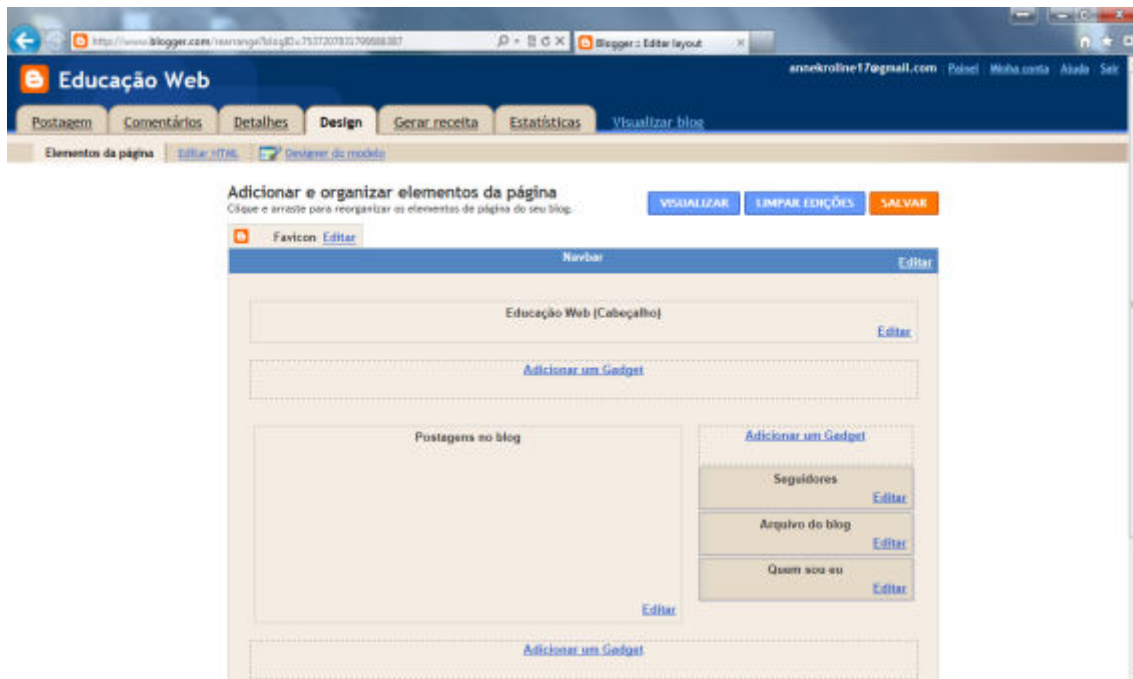 Blogger :: Editar layout
Educação Web
annekroline17@gmail.com Painel Minha conta Ajuda Sair
Postagem Comentários Detalhes Design Gerar receita Estatísticas Visualizar blog
Elementos da página Editar HTML Designer do modelo
Adicionar e organizar elementos da página
Clique e arraste para reorganizar os elementos de página do seu blog.
VISUALIZAR LIMPAR EDIÇÕES SALVAR
Favicon Editar
Navbar
Editar
Educação Web (Cabeçalho)
Editar
Adicionar um Gadget
Postagens no blog
Editar
Adicionar um Gadget
Seguidores
Editar
Arquivo do blog
Editar
Quem sou eu
Editar
Adicionar um Gadget